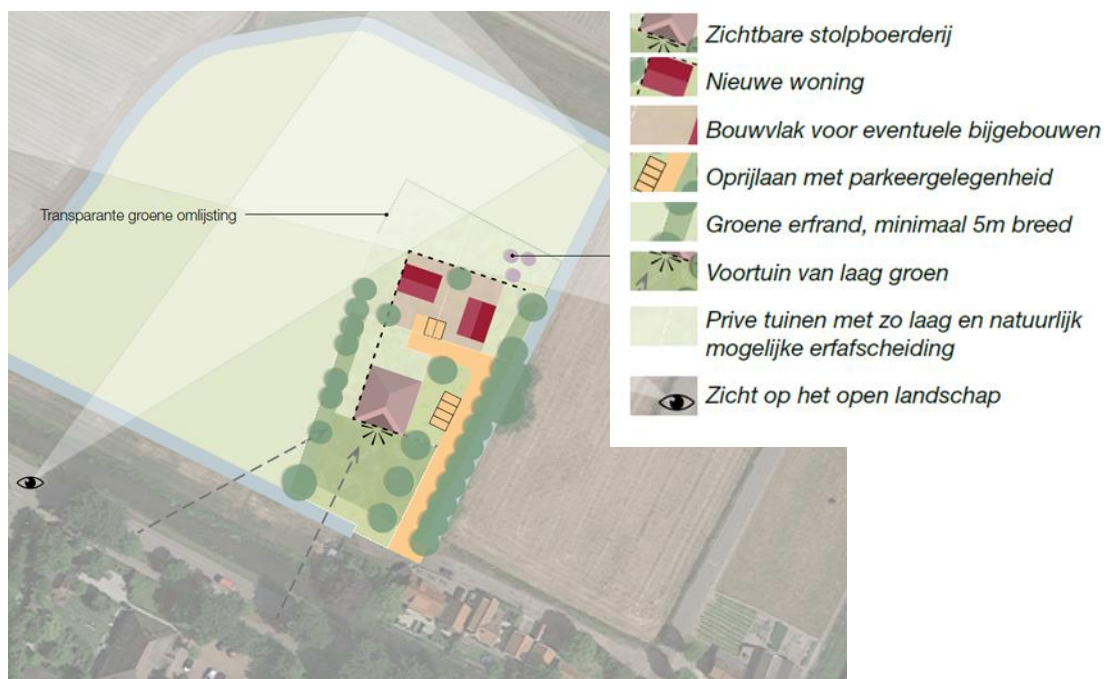 Zichtbare stolpboerderij
Nieuwe woning
Bouwvlak voor eventuele bijgebouwen
Oprijlaan met parkeergelegenheid
Groene erfrand, minimaal 5m breed
Voortuin van laag groen
Prive tuinen met zo laag en natuurlijk
mogelijke erfafscheiding
Zicht op het open landschap
Transparante groene omlijsting